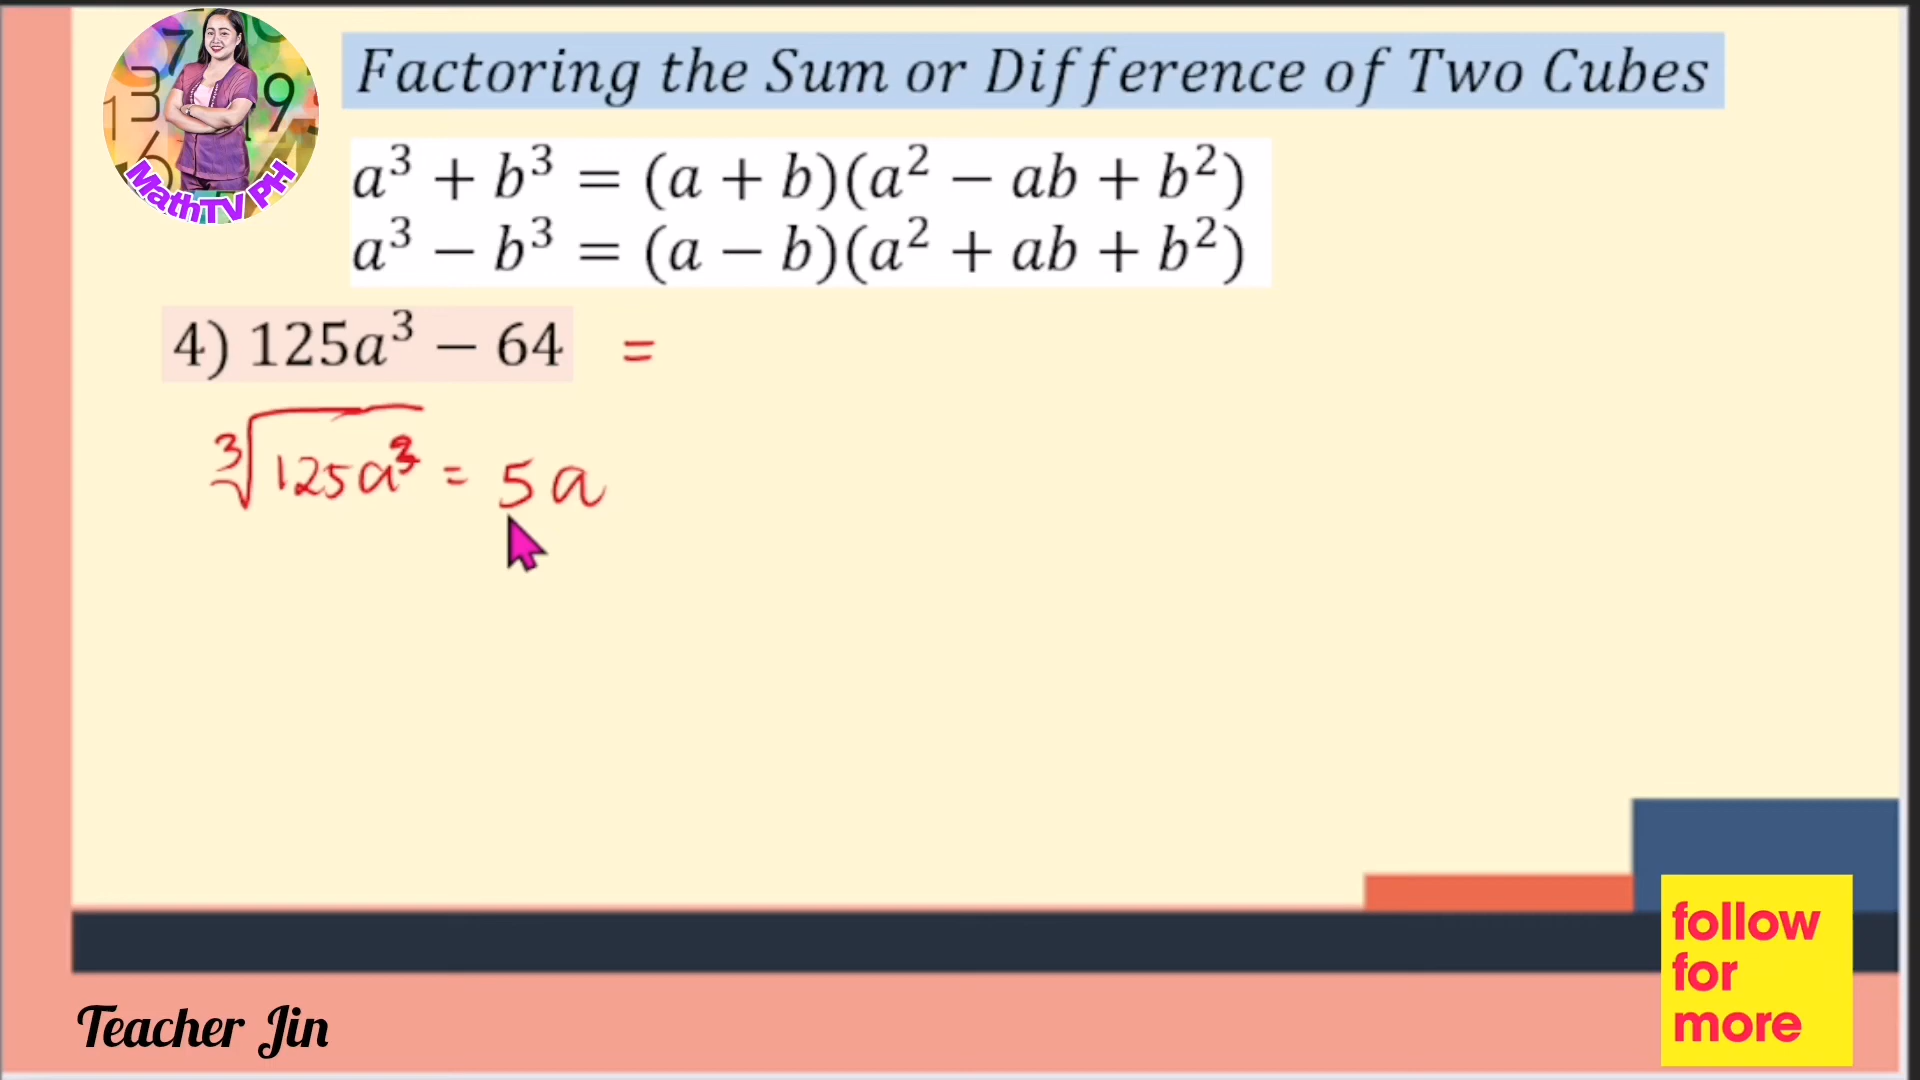 MathTV PH
Factoring the Sum or Difference of Two Cubes
a³ + b³ = (a + b)(a² − ab + b²)
a³ − b³ = (a − b)(a² + ab + b²)
4) 125a³ − 64 =
∛125a³ = 5a
follow
for
more
Teacher Jin